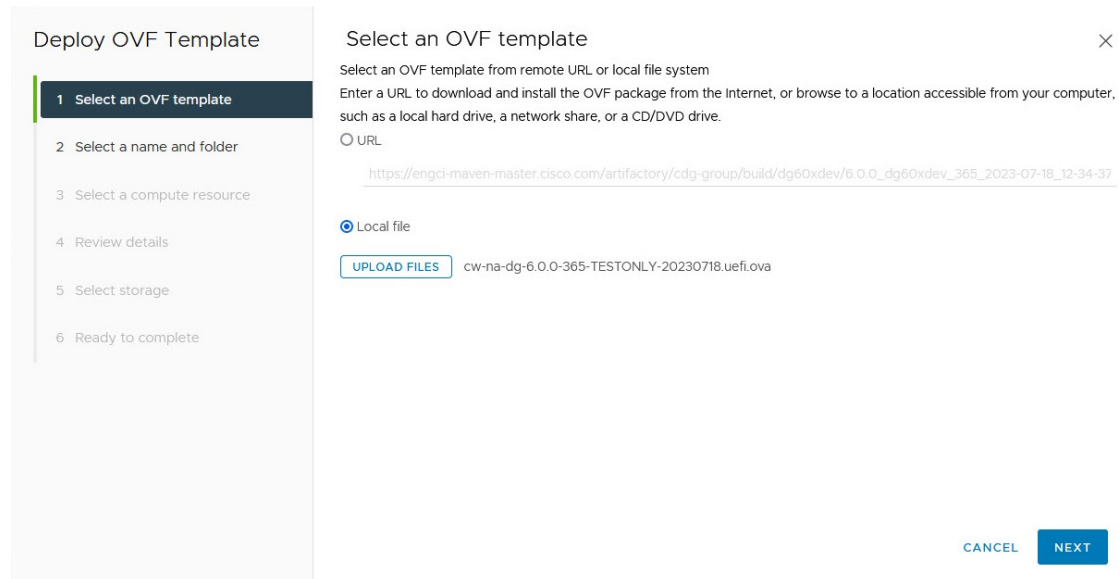 Deploy OVF Template
1 Select an OVF template
2 Select a name and folder
3 Select a compute resource
4 Review details
5 Select storage
6 Ready to complete
Select an OVF template
Select an OVF template from remote URL or local file system
Enter a URL to download and install the OVF package from the Internet, or browse to a location accessible from your computer,
such as a local hard drive, a network share, or a CD/DVD drive.
URL
https://engci-maven-master.cisco.com/artifactory/cdg-group/build/dg60xdev/6.0.0_dg60xdev_365_2023-07-18_12-34-37
Local file
UPLOAD FILES cw-na-dg-6.0.0-365-TESTONLY-20230718.uefi.ova
CANCEL NEXT